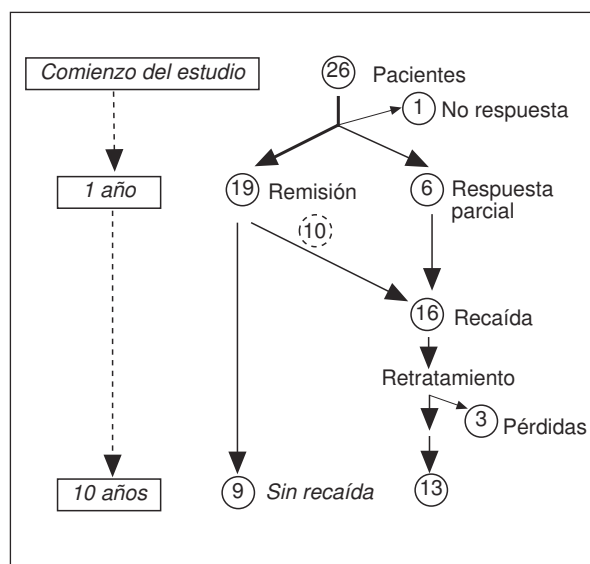 Comienzo del estudio
26 Pacientes
1 No respuesta
1 año
19 Remisión
6 Respuesta
parcial
10
16 Recaída
Retratamiento
3 Pérdidas
10 años
9 Sin recaída
13